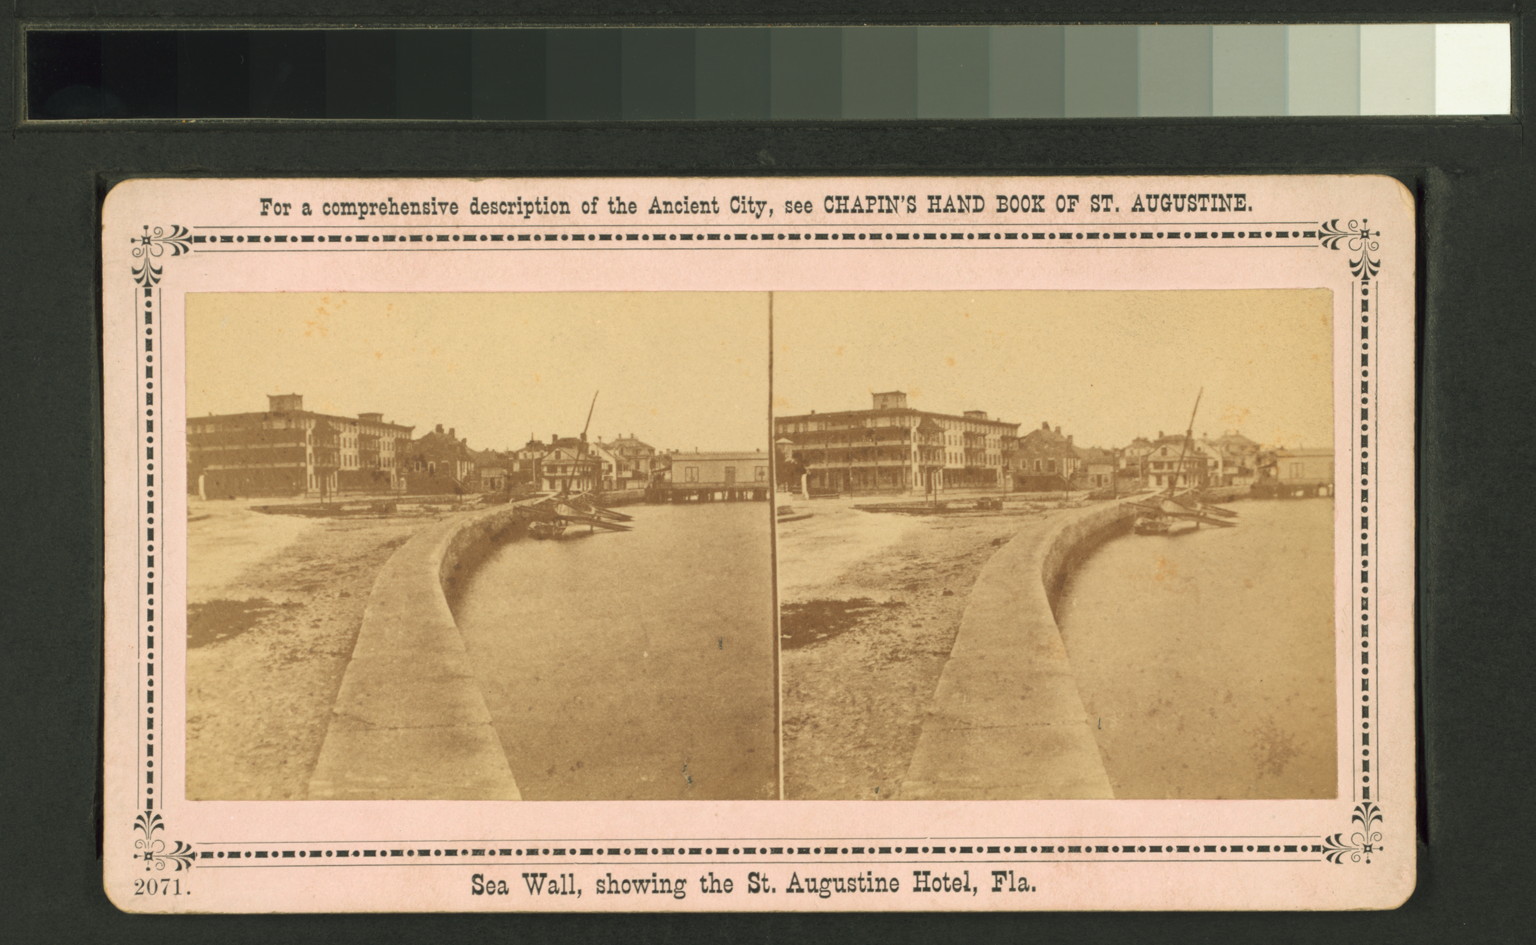 For a comprehensive description of the Ancient City, see CHAPIN'S HAND BOOK OF ST. AUGUSTINE.
2071.
Sea Wall, showing the St. Augustine Hotel, Fla.